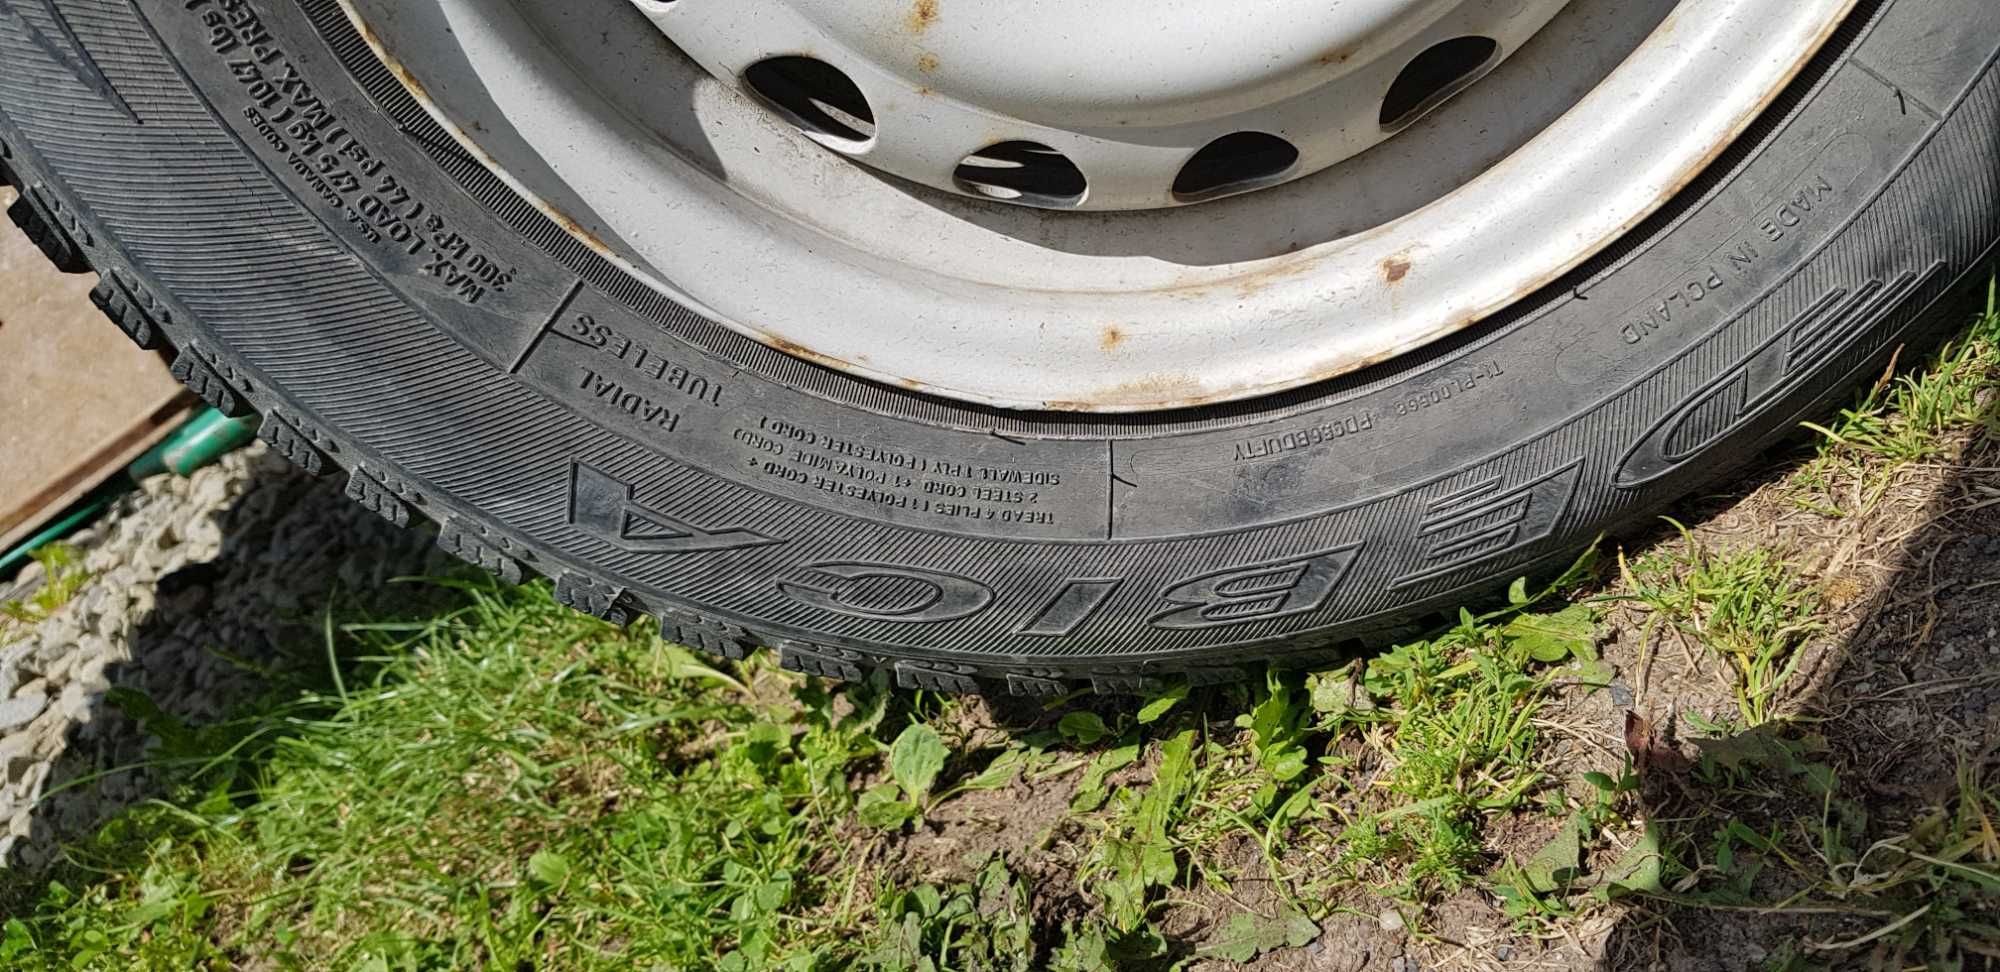 DEBICA
MADE IN POLAND
TREAD 4 PLIES ( 1 POLYESTER CORD +
2 STEEL CORD +1 POLYAMIDE CORD )
SIDEWALL 1 PLY ( POLYESTER CORD )
RADIAL
TUBELESS
USA CANADA CODES
MAX. LOAD 475 kg ( 1047 lbs
300 kPa ( 44 PSI ) MAX PRES